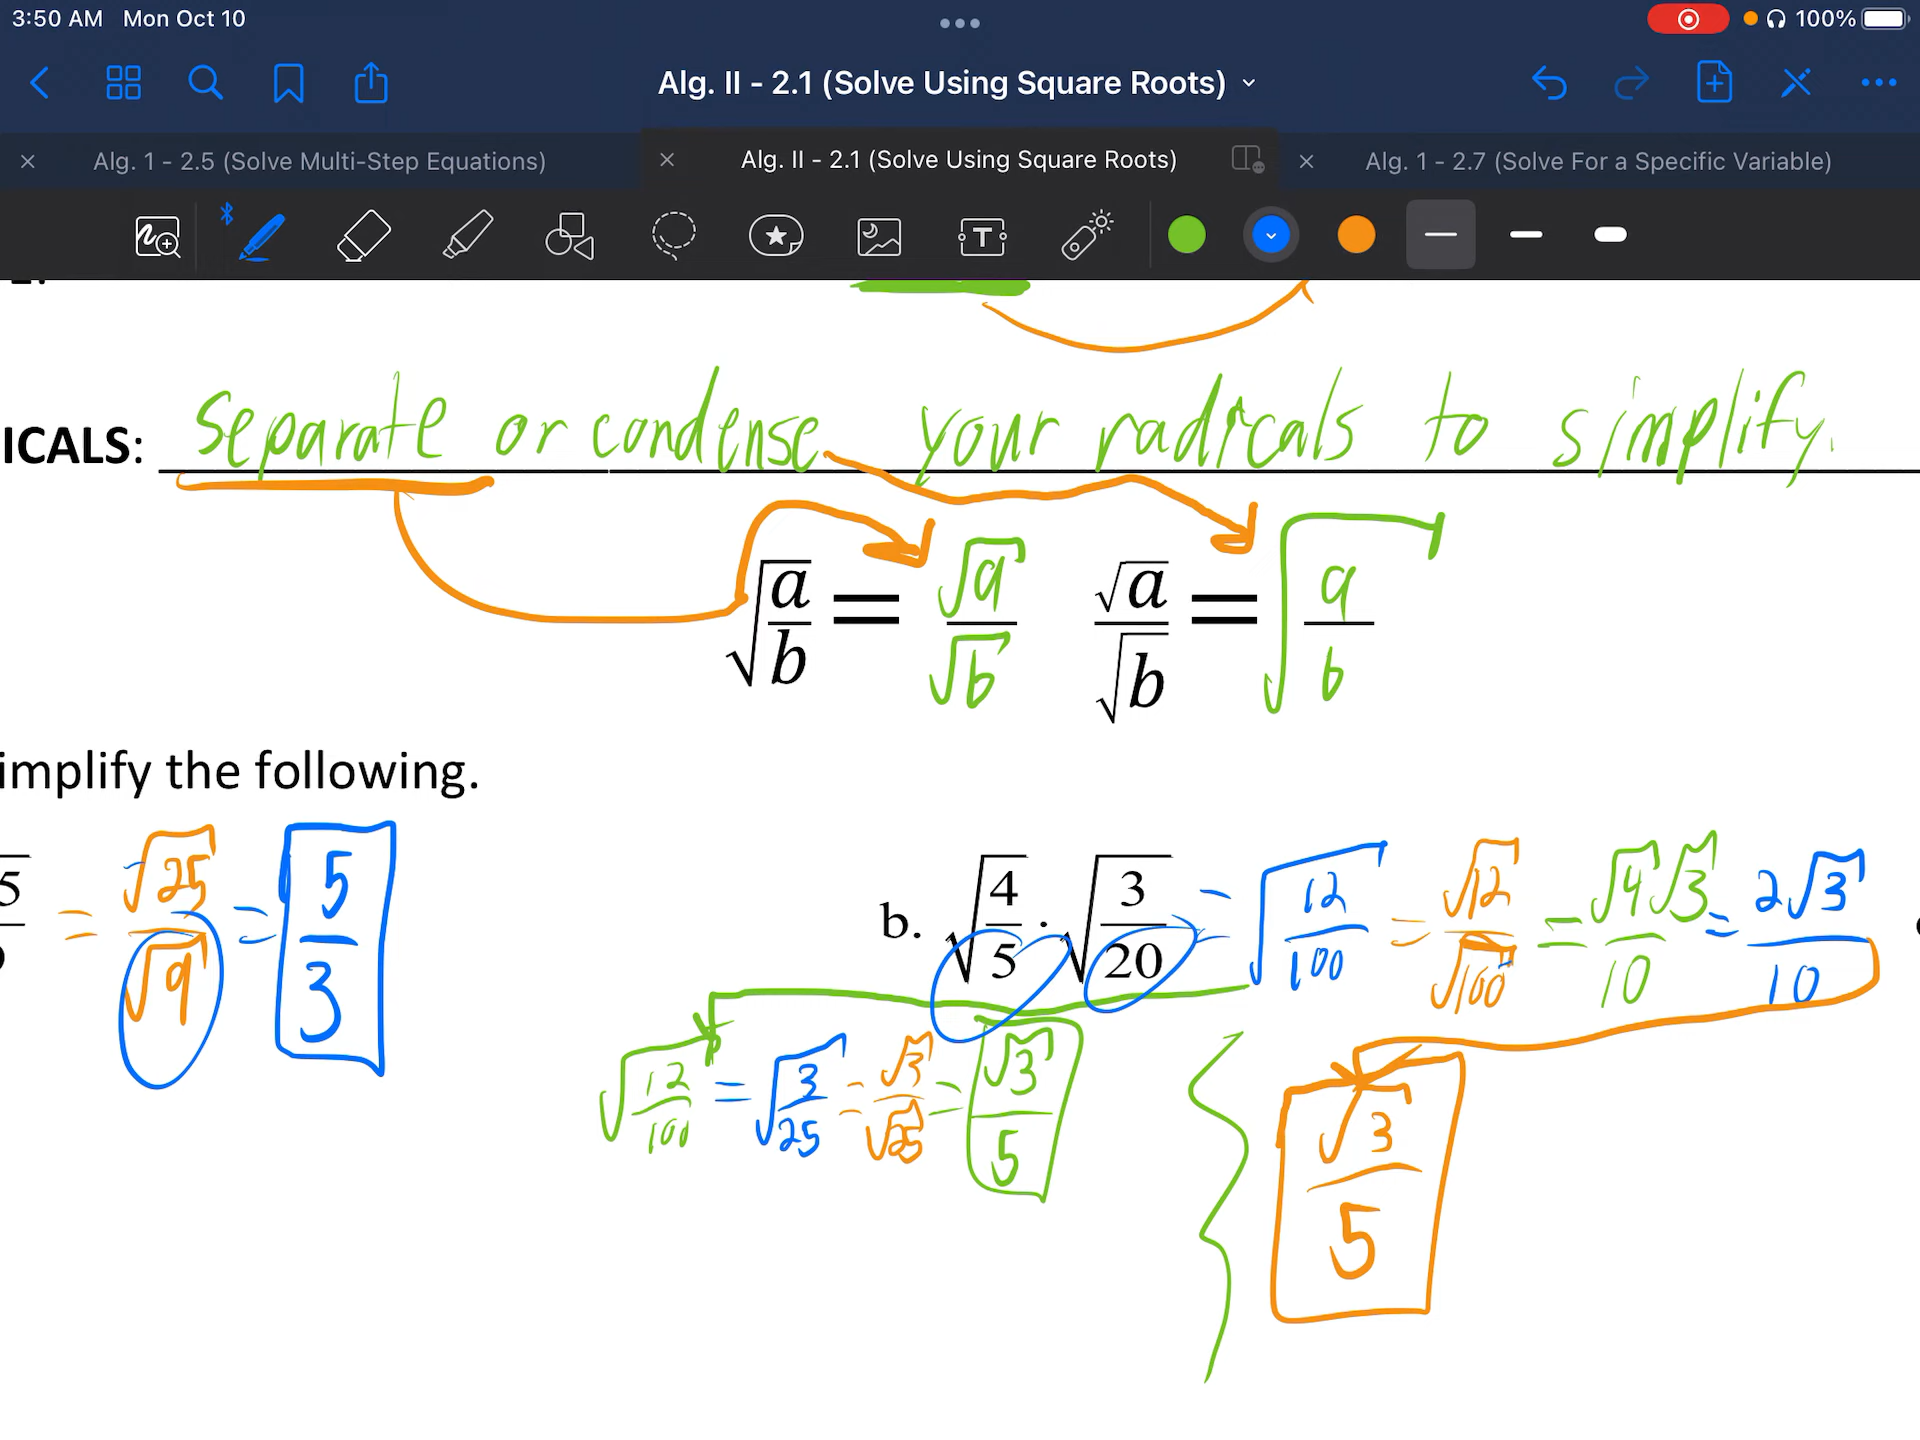 3:50 AM Mon Oct 10 100%
Alg. II - 2.1 (Solve Using Square Roots)
Alg. 1 - 2.5 (Solve Multi-Step Equations) Alg. II - 2.1 (Solve Using Square Roots) Alg. 1 - 2.7 (Solve For a Specific Variable)
ICALS: Separate or condense your radicals to simplify.
√(a/b) = √a/√b √a/√b = √(a/b)
implify the following.
= √25/√9 = 5/3
b. √(4/5) · √(3/20) = √(12/100) = √12/√100 = √4√3/10 = 2√3/10
√(12/100) = √(3/25) = √3/√25 = √3/5
√3/5